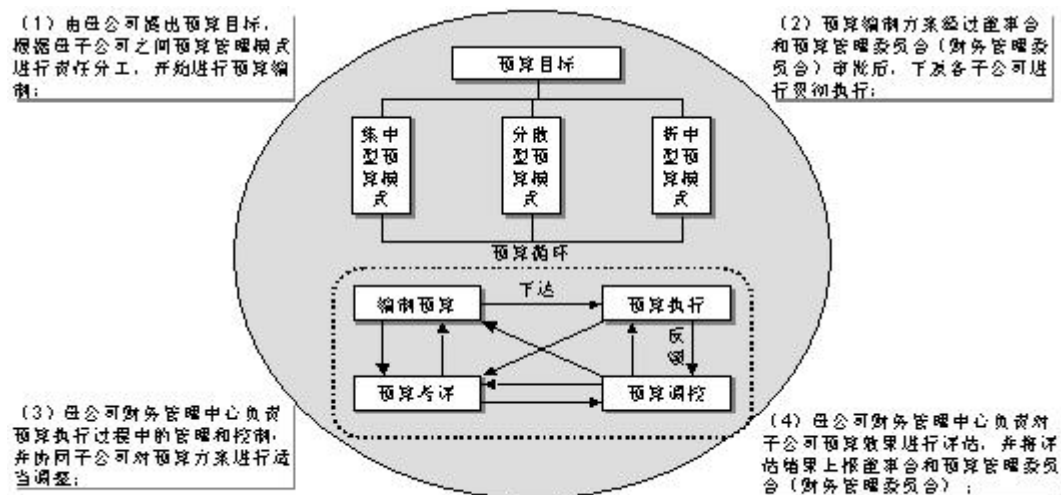 （1）由母公司提出预算目标，
根据母子公司之间预算管理模式
进行责任分工，开始进行预算编
制；
（2）预算编制方案经过董事会
和预算管理委员会（财务管理委
员会）审批后，下发各子公司进
行贯彻执行；
预算目标
集中型预算模式
分散型预算模式
折中型预算模式
预算循环
编制预算
下达
预算执行
反馈
预算考评
预算调控
（3）母公司财务管理中心负责
预算执行过程中的管理和控制，
并协同子公司对预算方案进行适
当调整；
（4）母公司财务管理中心负责对
子公司预算效果进行评估，并将评
估结果上报董事会和预算管理委员
会（财务管理委员会）；